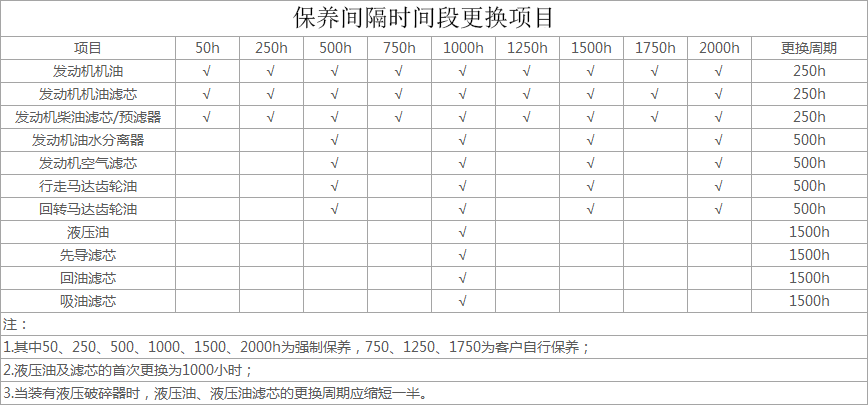 保养间隔时间段更换项目
项目 50h 250h 500h 750h 1000h 1250h 1500h 1750h 2000h 更换周期
发动机机油 √ √ √ √ √ √ √ √ √ 250h
发动机机油滤芯 √ √ √ √ √ √ √ √ √ 250h
发动机柴油滤芯/预滤器 √ √ √ √ √ √ √ √ √ 250h
发动机油水分离器 √ √ √ √ 500h
发动机空气滤芯 √ √ √ √ 500h
行走马达齿轮油 √ √ √ √ 500h
回转马达齿轮油 √ √ √ √ 500h
液压油 √ 1500h
先导滤芯 √ 1500h
回油滤芯 √ 1500h
吸油滤芯 √ 1500h
注：
1.其中50、250、500、1000、1500、2000h为强制保养，750、1250、1750为客户自行保养；
2.液压油及滤芯的首次更换为1000小时；
3.当装有液压破碎器时，液压油、液压油滤芯的更换周期应缩短一半。